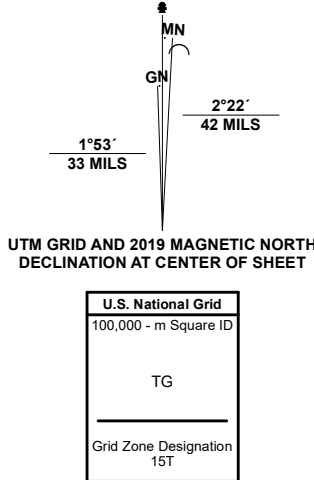 MN
GN
2°22´
42 MILS
1°53´
33 MILS
UTM GRID AND 2019 MAGNETIC NORTH
DECLINATION AT CENTER OF SHEET
U.S. National Grid
100,000 - m Square ID
TG
Grid Zone Designation
15T